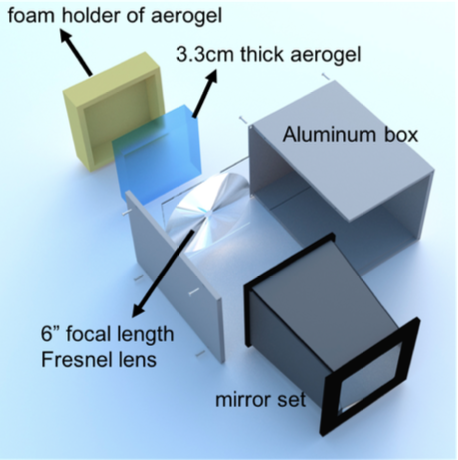 foam holder of aerogel
3.3cm thick aerogel
Aluminum box
6” focal length
Fresnel lens
mirror set